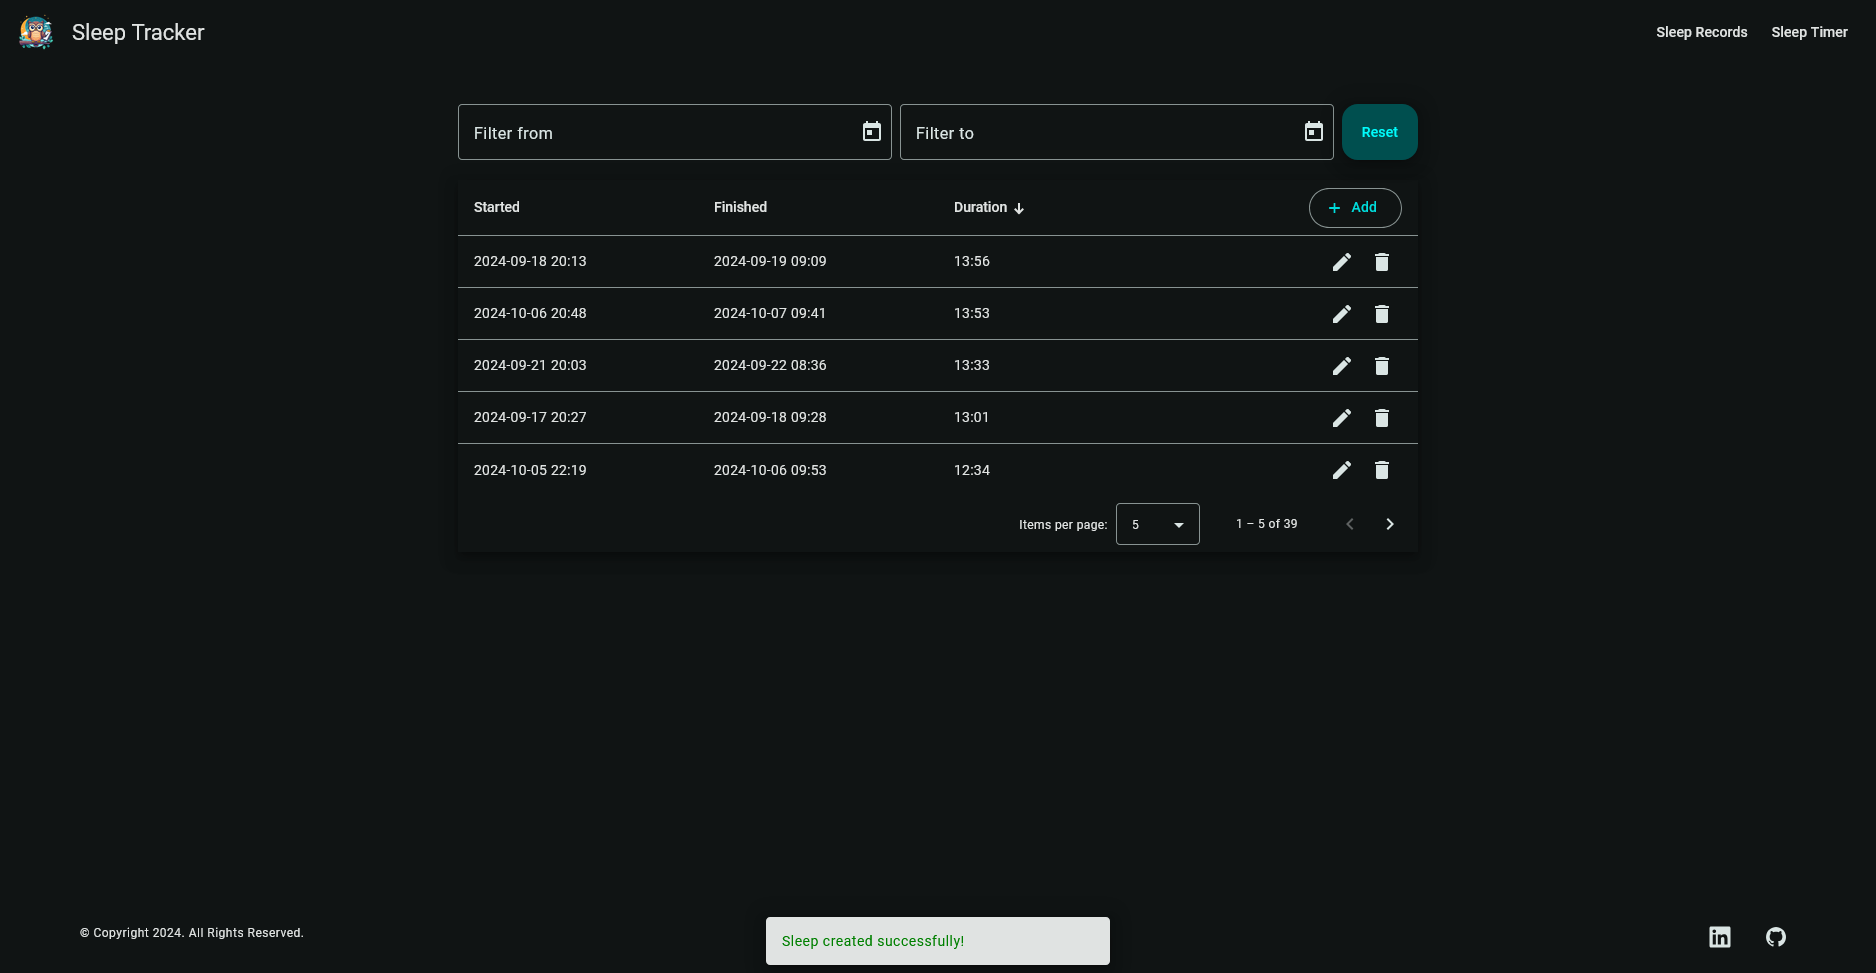 Sleep Tracker
Sleep Records Sleep Timer
Filter from Filter to Reset
Started Finished Duration Add
2024-09-18 20:13 2024-09-19 09:09 13:56
2024-10-06 20:48 2024-10-07 09:41 13:53
2024-09-21 20:03 2024-09-22 08:36 13:33
2024-09-17 20:27 2024-09-18 09:28 13:01
2024-10-05 22:19 2024-10-06 09:53 12:34
Items per page: 5 1 – 5 of 39
© Copyright 2024. All Rights Reserved.
Sleep created successfully!